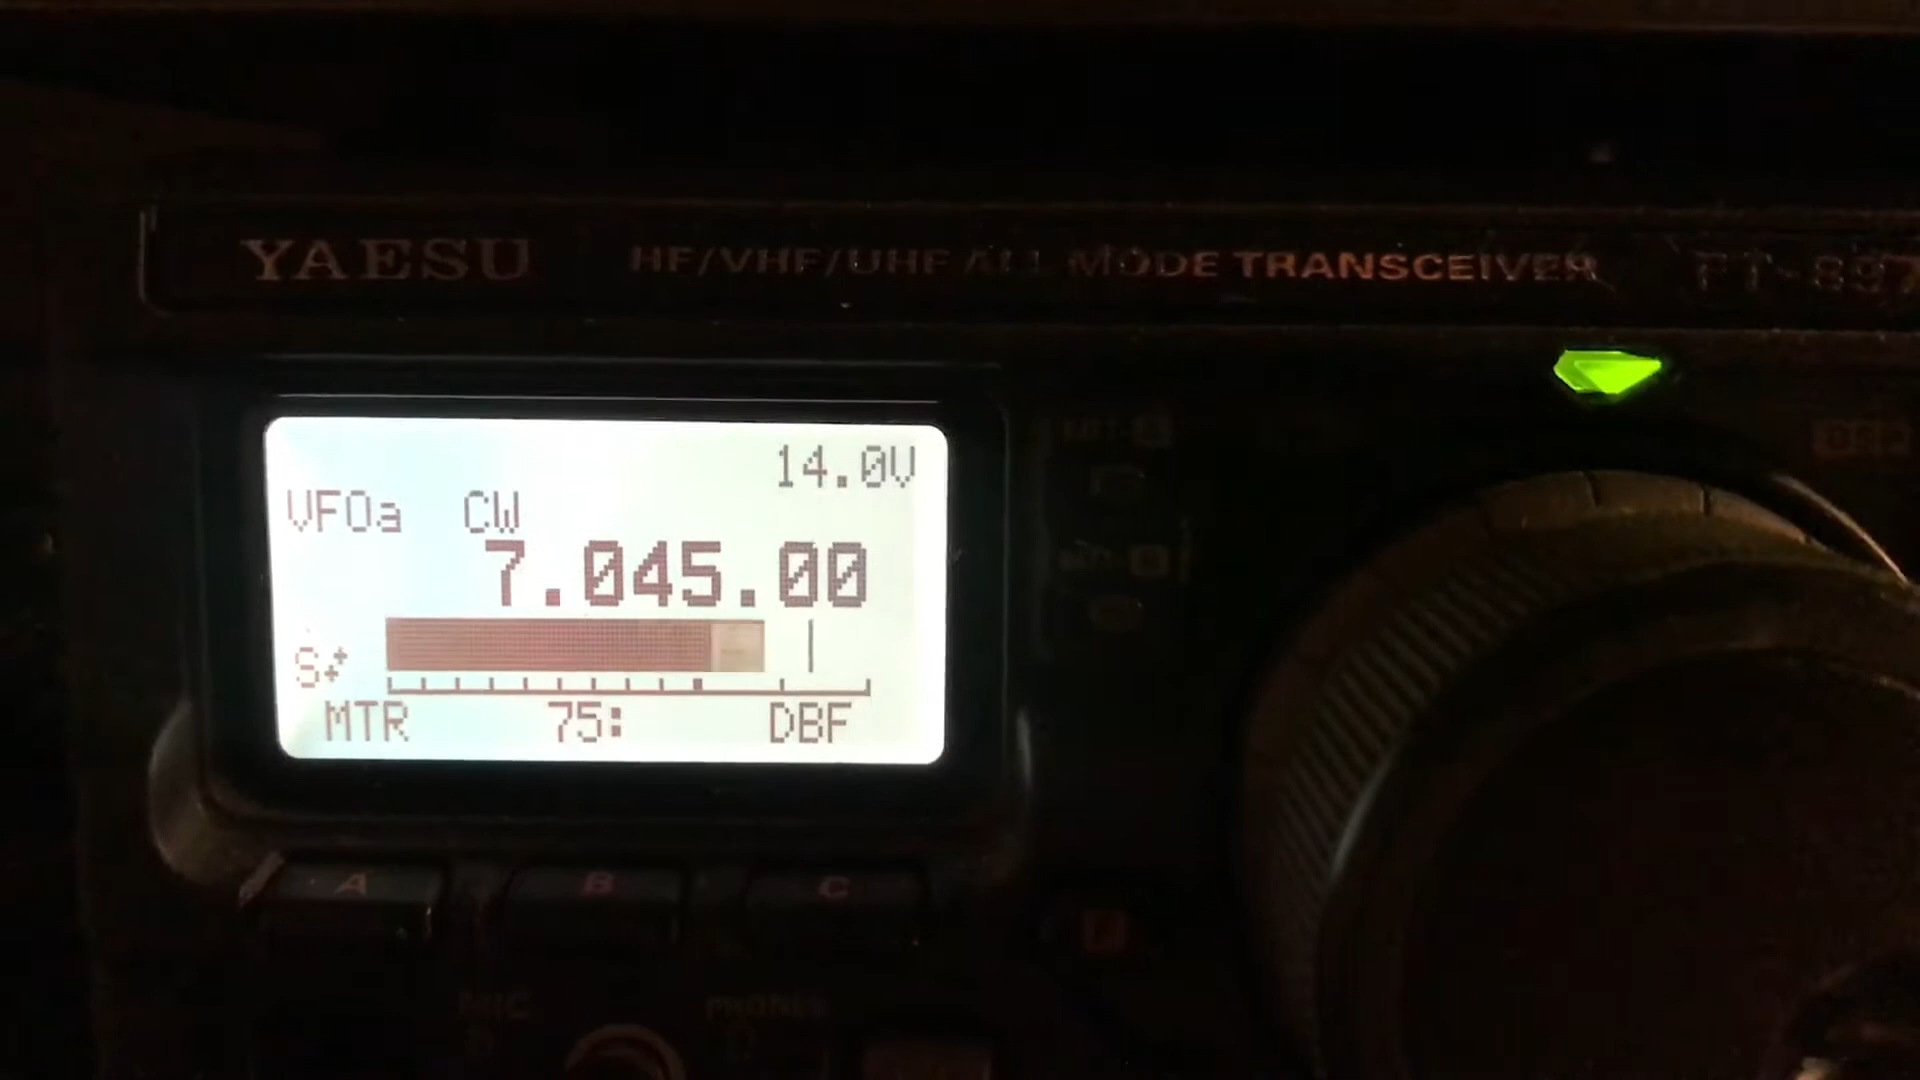 YAESU HF/VHF/UHF ALL MODE TRANSCEIVER FT-897
14.0V
VFOa CW
7.045.00
S
MTR 75: DBF
A B C
MIC PHONES